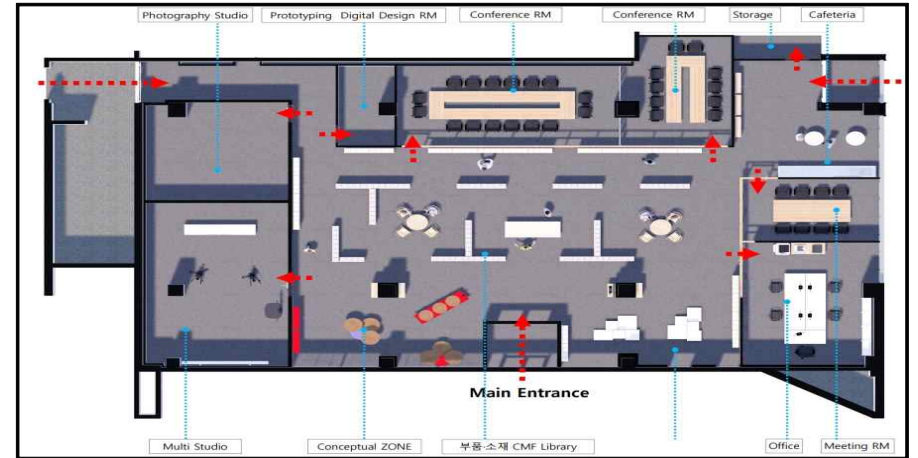 Photography Studio
Prototyping Digital Design RM
Conference RM
Conference RM
Storage
Cafeteria
Main Entrance
Multi Studio
Conceptual ZONE
부품·소재 CMF Library
Office
Meeting RM